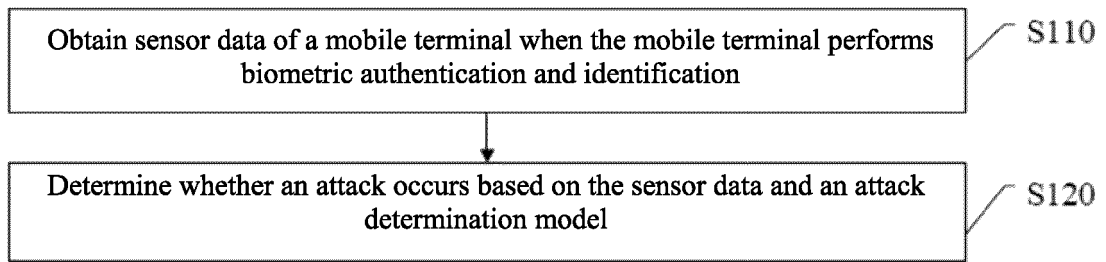 Obtain sensor data of a mobile terminal when the mobile terminal performs
biometric authentication and identification
S110
Determine whether an attack occurs based on the sensor data and an attack
determination model
S120